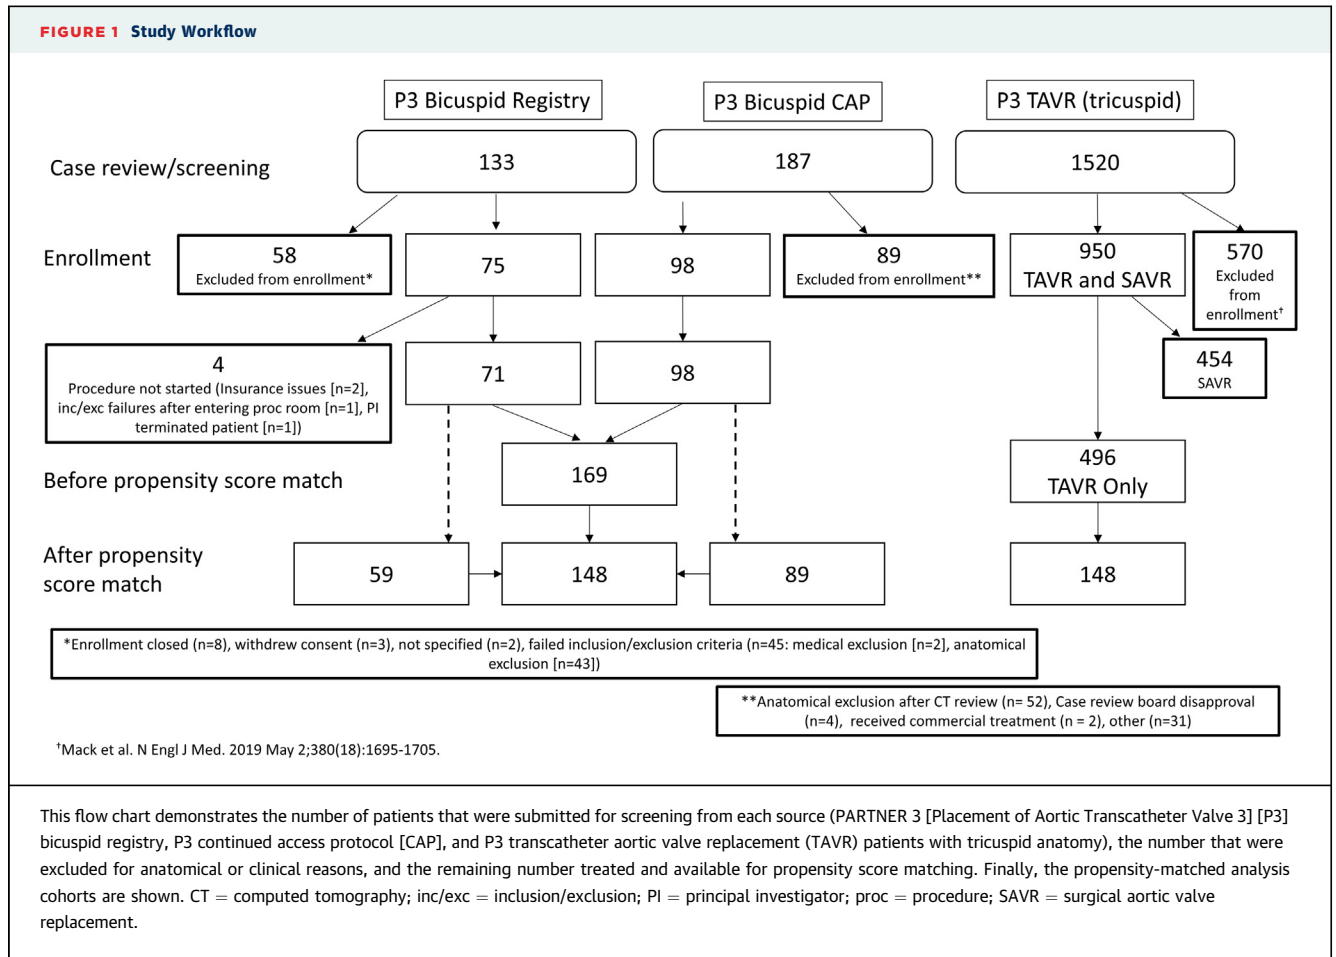 FIGURE 1 Study Workflow
P3 Bicuspid Registry
P3 Bicuspid CAP
P3 TAVR (tricuspid)
Case review/screening
133
187
1520
Enrollment
58
Excluded from enrollment*
75
98
89
Excluded from enrollment**
950
TAVR and SAVR
570
Excluded
from
enrollment†
4
Procedure not started (Insurance issues [n=2],
inc/exc failures after entering proc room [n=1], PI
terminated patient [n=1])
71
98
454
SAVR
Before propensity score match
169
496
TAVR Only
After propensity
score match
59
148
89
148
*Enrollment closed (n=8), withdrew consent (n=3), not specified (n=2), failed inclusion/exclusion criteria (n=45: medical exclusion [n=2], anatomical
exclusion [n=43])
**Anatomical exclusion after CT review (n= 52), Case review board disapproval
(n=4), received commercial treatment (n = 2), other (n=31)
†Mack et al. N Engl J Med. 2019 May 2;380(18):1695-1705.
This flow chart demonstrates the number of patients that were submitted for screening from each source (PARTNER 3 [Placement of Aortic Transcatheter Valve 3] [P3]
bicuspid registry, P3 continued access protocol [CAP], and P3 transcatheter aortic valve replacement (TAVR) patients with tricuspid anatomy), the number that were
excluded for anatomical or clinical reasons, and the remaining number treated and available for propensity score matching. Finally, the propensity-matched analysis
cohorts are shown. CT = computed tomography; inc/exc = inclusion/exclusion; PI = principal investigator; proc = procedure; SAVR = surgical aortic valve
replacement.